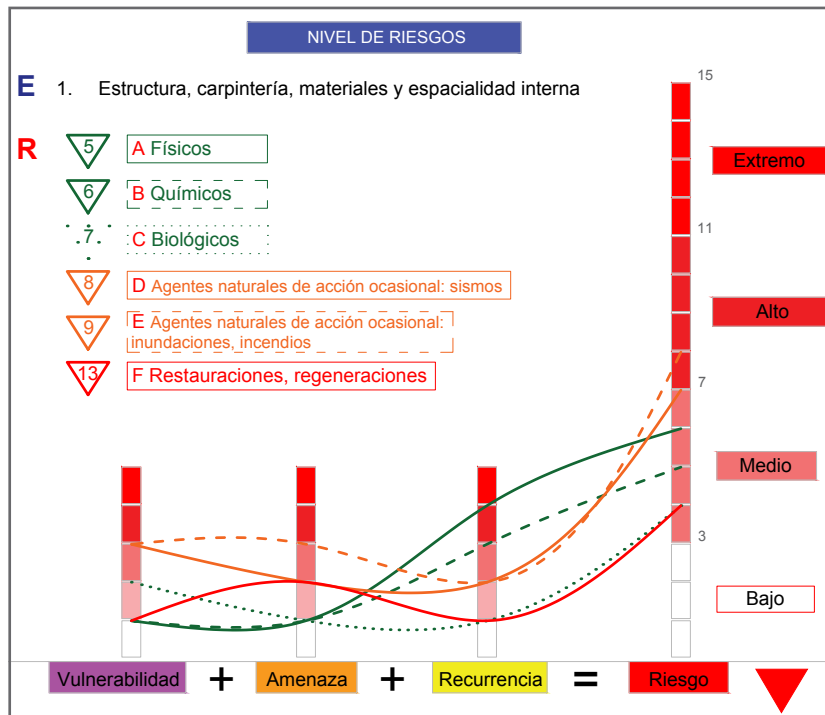 NIVEL DE RIESGOS
E 1. Estructura, carpintería, materiales y espacialidad interna
R 5 A Físicos
6 B Químicos
7 C Biológicos
8 D Agentes naturales de acción ocasional: sismos
9 E Agentes naturales de acción ocasional:
inundaciones, incendios
13 F Restauraciones, regeneraciones
15
Extremo
11
Alto
7
Medio
3
Bajo
Vulnerabilidad + Amenaza + Recurrencia = Riesgo